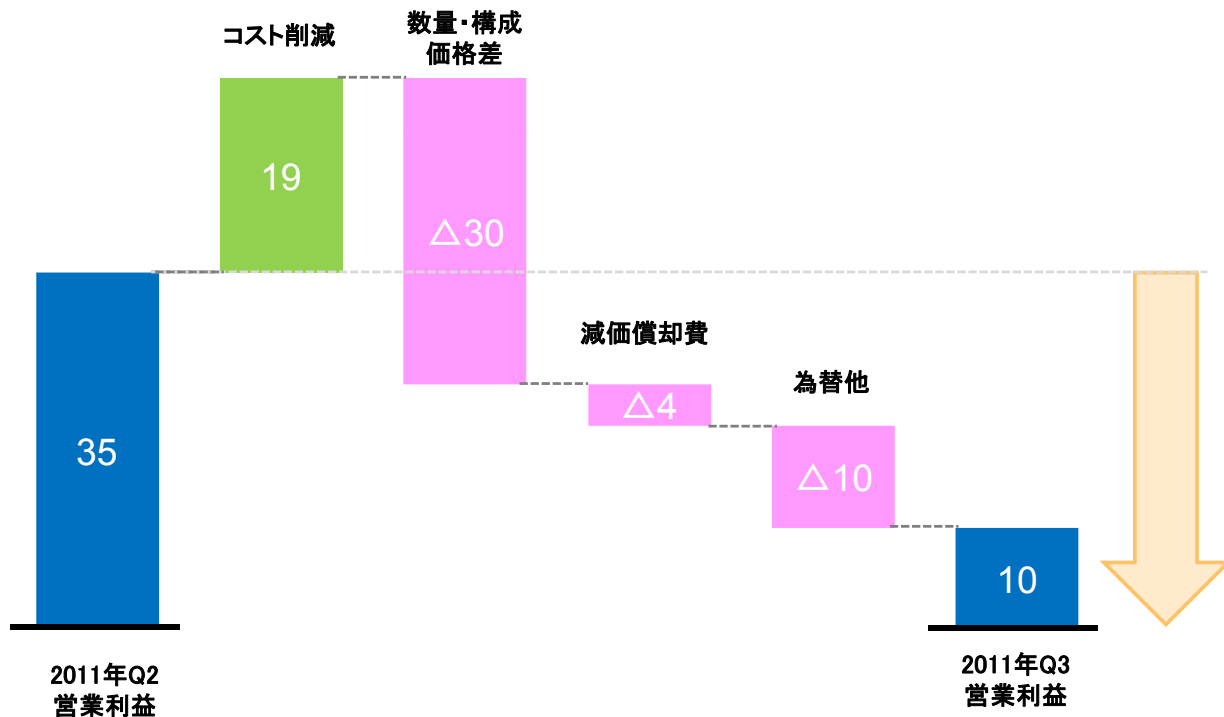 コスト削減
数量・構成
価格差
19
△30
減価償却費
為替他
△4
35
△10
10
2011年Q2
営業利益
2011年Q3
営業利益